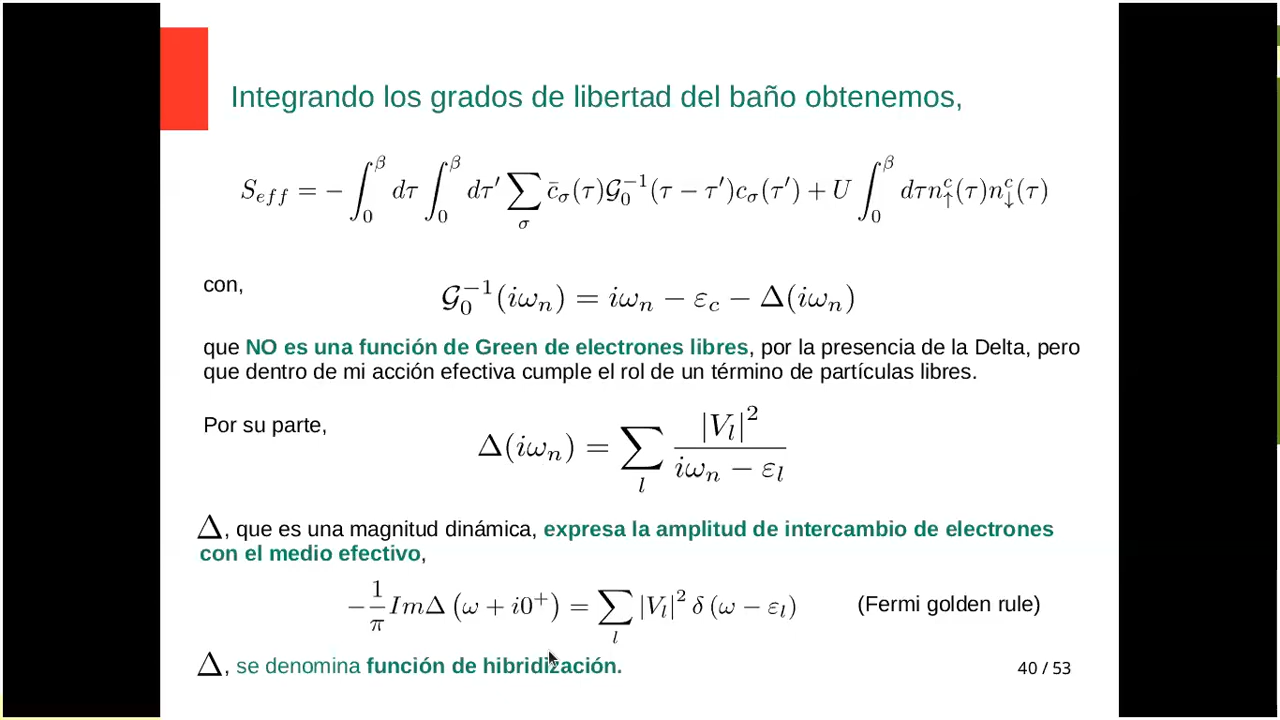 Integrando los grados de libertad del baño obtenemos,
$S_{eff} = -\int_0^\beta d\tau \int_0^\beta d\tau' \sum_\sigma \bar{c}_\sigma(\tau)\mathcal{G}_0^{-1}(\tau - \tau')c_\sigma(\tau') + U \int_0^\beta d\tau n_\uparrow^c(\tau) n_\downarrow^c(\tau)$
con,
$\mathcal{G}_0^{-1}(i\omega_n) = i\omega_n - \varepsilon_c - \Delta(i\omega_n)$
que NO es una función de Green de electrones libres, por la presencia de la Delta, pero
que dentro de mi acción efectiva cumple el rol de un término de partículas libres.
Por su parte,
$\Delta(i\omega_n) = \sum_l \frac{|V_l|^2}{i\omega_n - \varepsilon_l}$
Δ, que es una magnitud dinámica, expresa la amplitud de intercambio de electrones
con el medio efectivo,
$-\frac{1}{\pi} Im\Delta\left(\omega + i0^+\right) = \sum_l |V_l|^2 \delta\left(\omega - \varepsilon_l\right)$ (Fermi golden rule)
Δ, se denomina función de hibridización.
40 / 53